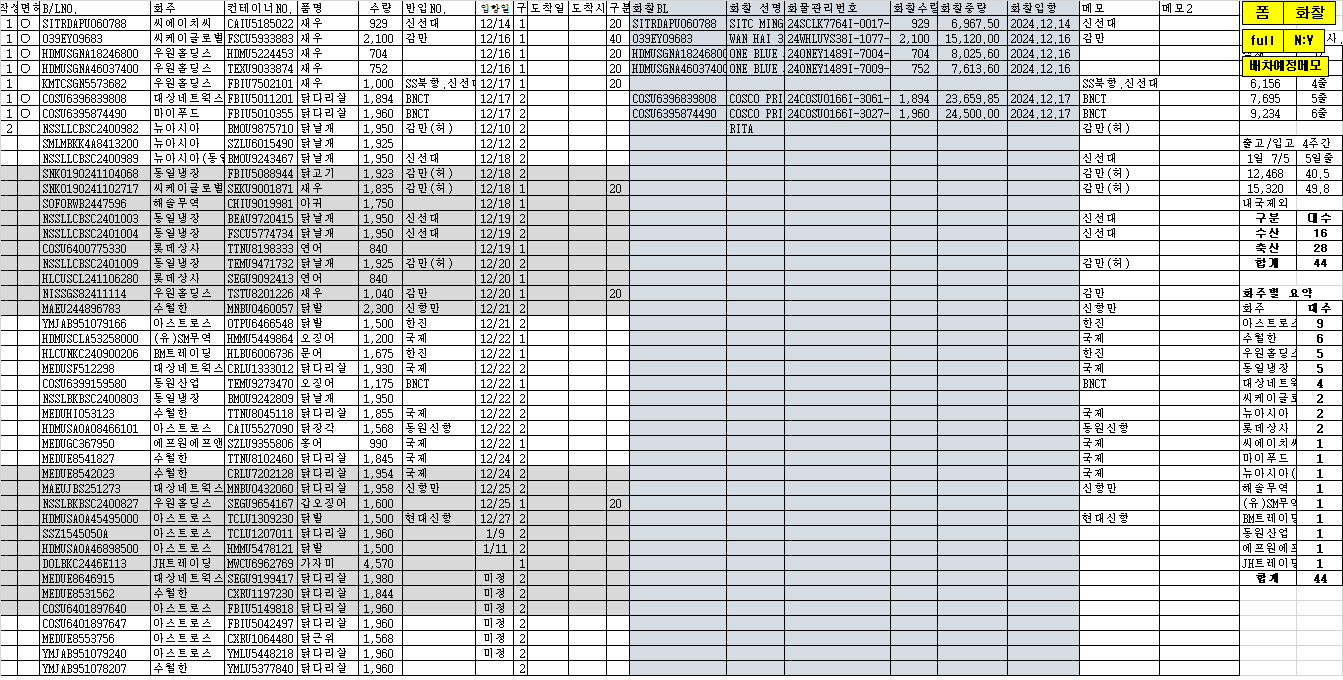 작성 면허 B/LNO. 화주 컨테이너NO. 품명 수량 반입NO. 입항일 구 도착일 도착시 구분 화찰BL 화찰 선명 화물관리번호 화찰수량 화찰중량 화찰입항 메모 메모2 폼 화찰
1 ○ SITRDAPU060788 씨에이치씨 CAIU5185022 새우 929 신선대 12/14 1 20 SITRDAPU060788 SITC MING 24SCLK7764I-0017- 929 6,967.50 2024.12.14 신선대
1 ○ 039EY09683 씨케이글로벌 FSCU5933883 새우 2,100 감만 12/16 1 40 039EY09683 WAN HAI 3 24WHLUVS38I-1077- 2,100 15,120.00 2024.12.16 감만 full N:Y 사,
1 ○ HDMUSGNA18246800 우원홀딩스 HDMU5224453 새우 704 12/16 1 20 HDMUSGNA18246800 ONE BLUE 24ONEY1489I-7004- 704 8,025.60 2024.12.16
1 ○ HDMUSGNA46037400 우원홀딩스 TEXU9033874 새우 752 12/16 1 20 HDMUSGNA46037400 ONE BLUE 24ONEY1489I-7009- 752 7,613.60 2024.12.16 배차예정메모
1 KMTCSGN5573682 우원홀딩스 FBIU7502101 새우 1,000 SS북항,신선대 12/17 1 20 SS북항,신선대 6,156 4줄
1 ○ COSU6396839808 대상네트웍스 FBIU5011201 닭다리살 1,894 BNCT 12/17 2 COSU6396839808 COSCO PRI 24COSU0166I-3061- 1,894 23,659.85 2024.12.17 BNCT 7,695 5줄
1 ○ COSU6395874490 마이푸드 FBIU5010355 닭다리살 1,960 BNCT 12/17 2 COSU6395874490 COSCO PRI 24COSU0166I-3027- 1,960 24,500.00 2024.12.17 BNCT 9,234 6줄
2 NSSLLCBSC2400982 뉴아시아 BMOU9875710 닭날개 1,950 감만(허) 12/10 2 RITA 감만(허)
SMLMBKK4A8413200 뉴아시아 SZLU6015490 닭날개 1,925 12/12 2 출고/입고 4주간
NSSLLCBSC2400989 뉴아시아(동일 BMOU9243467 닭날개 1,950 신선대 12/18 2 신선대 1일 7/5 5일줄
SNKO190241104068 동일냉장 FBIU5088944 닭고기 1,923 감만(허) 12/18 2 감만(허) 12,468 40.5
SNKO190241102717 씨케이글로벌 SEKU9001871 새우 1,835 감만(허) 12/18 1 20 감만(허) 15,320 49.8
SOFORWB2447596 해솔무역 CHIU9019981 아귀 1,750 12/18 1 내국제외
NSSLLCBSC2401003 동일냉장 BEAU9720415 닭날개 1,950 신선대 12/19 2 신선대 구분 대수
NSSLLCBSC2401004 동일냉장 FSCU5774734 닭날개 1,950 신선대 12/19 2 신선대 수산 16
COSU6400775330 롯데상사 TTNU8198333 연어 840 12/19 1 축산 28
NSSLLCBSC2401009 동일냉장 TEMU9471732 닭날개 1,925 감만(허) 12/20 2 감만(허) 합계 44
HLCUSCL241106280 롯데상사 SEGU9092413 연어 840 12/20 1
NISSGS82411114 우원홀딩스 TSTU8201226 새우 1,040 감만 12/20 1 20 감만 화주별 요약
MAEU244896783 수월한 MNBU0460057 닭발 2,300 신항만 12/21 2 신항만 화주 대수
YMJAB951079166 아스트로스 OTPU6466548 닭발 1,500 한진 12/22 2 한진 아스트로스 9
HDMUSCLA53258000 (유)SM무역 HMMU5449864 오징어 1,200 국제 12/22 1 국제 수월한 6
HLCUNKC240900206 BM트레이딩 HLBU6006736 문어 1,675 한진 12/22 1 한진 우원홀딩스 5
MEDUSF512298 대상네트웍스 CRLU1333012 닭다리살 1,930 국제 12/22 2 국제 동일냉장 5
COSU6399159580 동원산업 TEMU9273470 오징어 1,175 BNCT 12/22 1 BNCT 대상네트웍 4
NSSLBKBSC2400803 동일냉장 BMOU9242809 닭날개 1,950 12/22 2 씨케이글로 2
MEDUHI053123 수월한 TTNU8045118 닭다리살 1,855 국제 12/22 2 국제 뉴아시아 2
HDMUSAOA08466101 아스트로스 CAIU5527090 닭장각 1,568 동원신항 12/22 2 동원신항 롯데상사 2
MEDUGC367950 에프원에프앤 SZLU9355806 홍어 990 국제 12/22 1 국제 씨에이치씨 1
MEDUE8541827 수월한 TTNU8102460 닭다리살 1,845 국제 12/24 2 국제 마이푸드 1
MEDUE8542023 수월한 CRLU7202128 닭다리살 1,954 국제 12/24 2 국제 뉴아시아( 1
MAEUJBS251273 대상네트웍스 MNBU0432060 닭다리살 1,958 신항만 12/25 2 신항만 해솔무역 1
NSSLBKBSC2400827 우원홀딩스 SEGU9654167 갑오징어 1,600 12/25 1 20 (유)SM무역 1
HDMUSAOA45495000 아스트로스 TCLU1309230 닭발 1,500 현대신항 12/27 2 현대신항 BM트레이딩 1
SSZ1545050A 아스트로스 TCLU1207011 닭다리살 1,960 1/9 2 동원산업 1
HDMUSAOA46898500 아스트로스 HMMU5478121 닭발 1,500 1/11 2 에프원에프 1
DOLBKC2446E113 JH트레이딩 MWCU6962769 가자미 4,570 1 JH트레이딩 1
MEDUE8646915 대상네트웍스 SEGU9199417 닭다리살 1,980 미정 2 합계 44
MEDUE8531562 수월한 CXRU1197230 닭다리살 1,844 미정 2
COSU6401897640 아스트로스 FBIU5149818 닭다리살 1,960 미정 2
COSU6401897647 아스트로스 FBIU5042497 닭다리살 1,960 미정 2
MEDUE8553756 아스트로스 CXRU1064480 닭근위 1,568 미정 2
YMJAB951079240 아스트로스 YMLU5448218 닭다리살 1,960 미정 2
YMJAB951078207 수월한 YMLU5377840 닭다리살 1,960 2